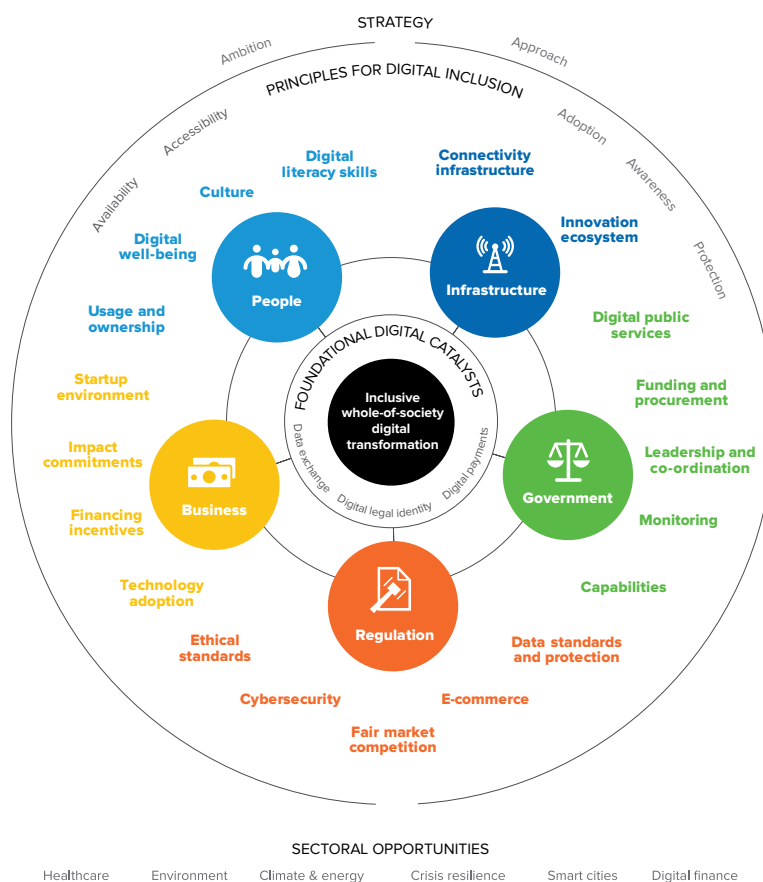 STRATEGY
Ambition
Approach
PRINCIPLES FOR DIGITAL INCLUSION
Availability
Accessibility
Adoption
Awareness
Protection
Digital
literacy skills
Culture
Digital
well-being
Usage and
ownership
People
Connectivity
infrastructure
Innovation
ecosystem
Infrastructure
Digital public
services
Funding and
procurement
Leadership and
co-ordination
Monitoring
Capabilities
Government
FOUNDATIONAL DIGITAL CATALYSTS
Data exchange
Digital legal identity
Digital payments
Inclusive
whole-of-society
digital
transformation
Startup
environment
Impact
commitments
Financing
incentives
Technology
adoption
Business
Regulation
Ethical
standards
Cybersecurity
Fair market
competition
E-commerce
Data standards
and protection
SECTORAL OPPORTUNITIES
Healthcare Environment Climate & energy Crisis resilience Smart cities Digital finance